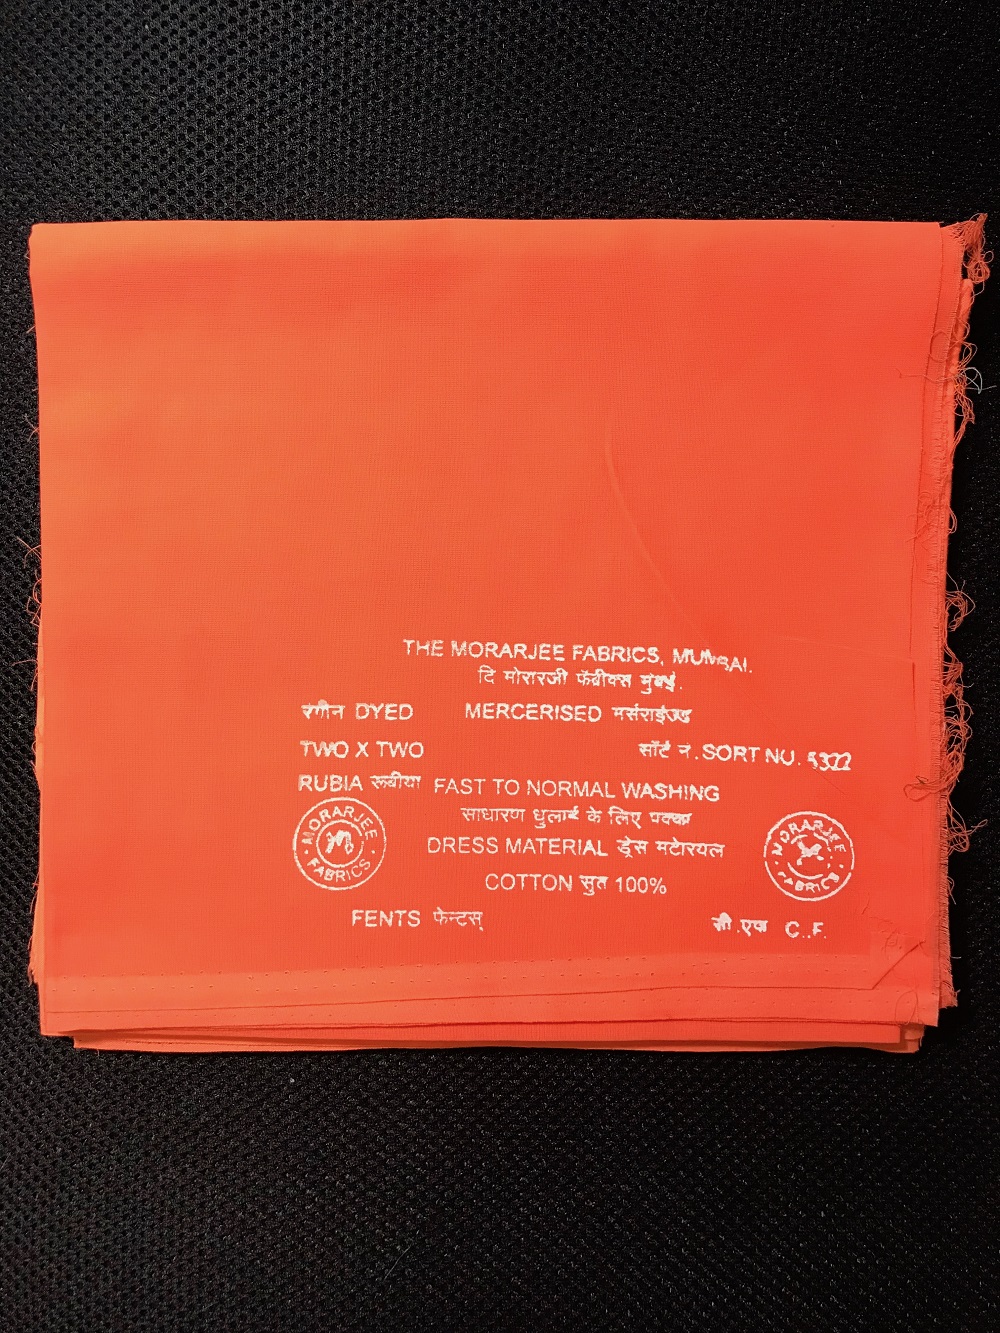 THE MORARJEE FABRICS, MUMBAI.
दि मोरारजी फॅब्रीक्स मुंबई.
रंगीन DYED MERCERISED मर्सराईज्ड
TWO X TWO सॉर्ट नं. SORT NU. 5322
RUBIA रूबीया FAST TO NORMAL WASHING
साधारण धुलाई के लिए पक्का
DRESS MATERIAL ड्रेस मटेरियल
COTTON सुत 100%
MORARJEE FABRICS
MORARJEE FABRICS
FENTS फेन्टस् सी.एफ C.F.